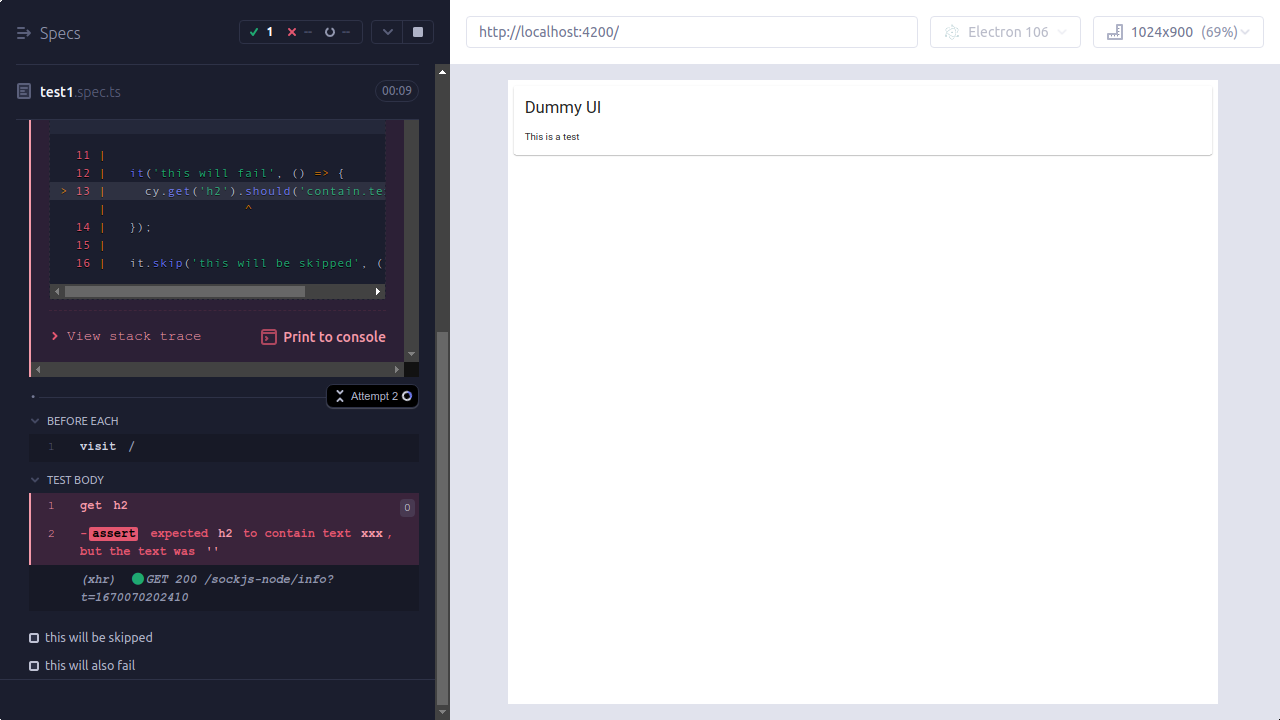 Specs
1 -- --
test1.spec.ts
00:09
11 |
12 | it('this will fail', () => {
> 13 | cy.get('h2').should('contain.te
| ^
14 | });
15 |
16 | it.skip('this will be skipped', (
View stack trace
Print to console
Attempt 2
BEFORE EACH
1 visit /
TEST BODY
1 get h2 0
2 -assert expected h2 to contain text xxx,
but the text was ''
(xhr) GET 200 /sockjs-node/info?
t=1670070202410
this will be skipped
this will also fail
http://localhost:4200/
Electron 106
1024x900 (69%)
Dummy UI
This is a test